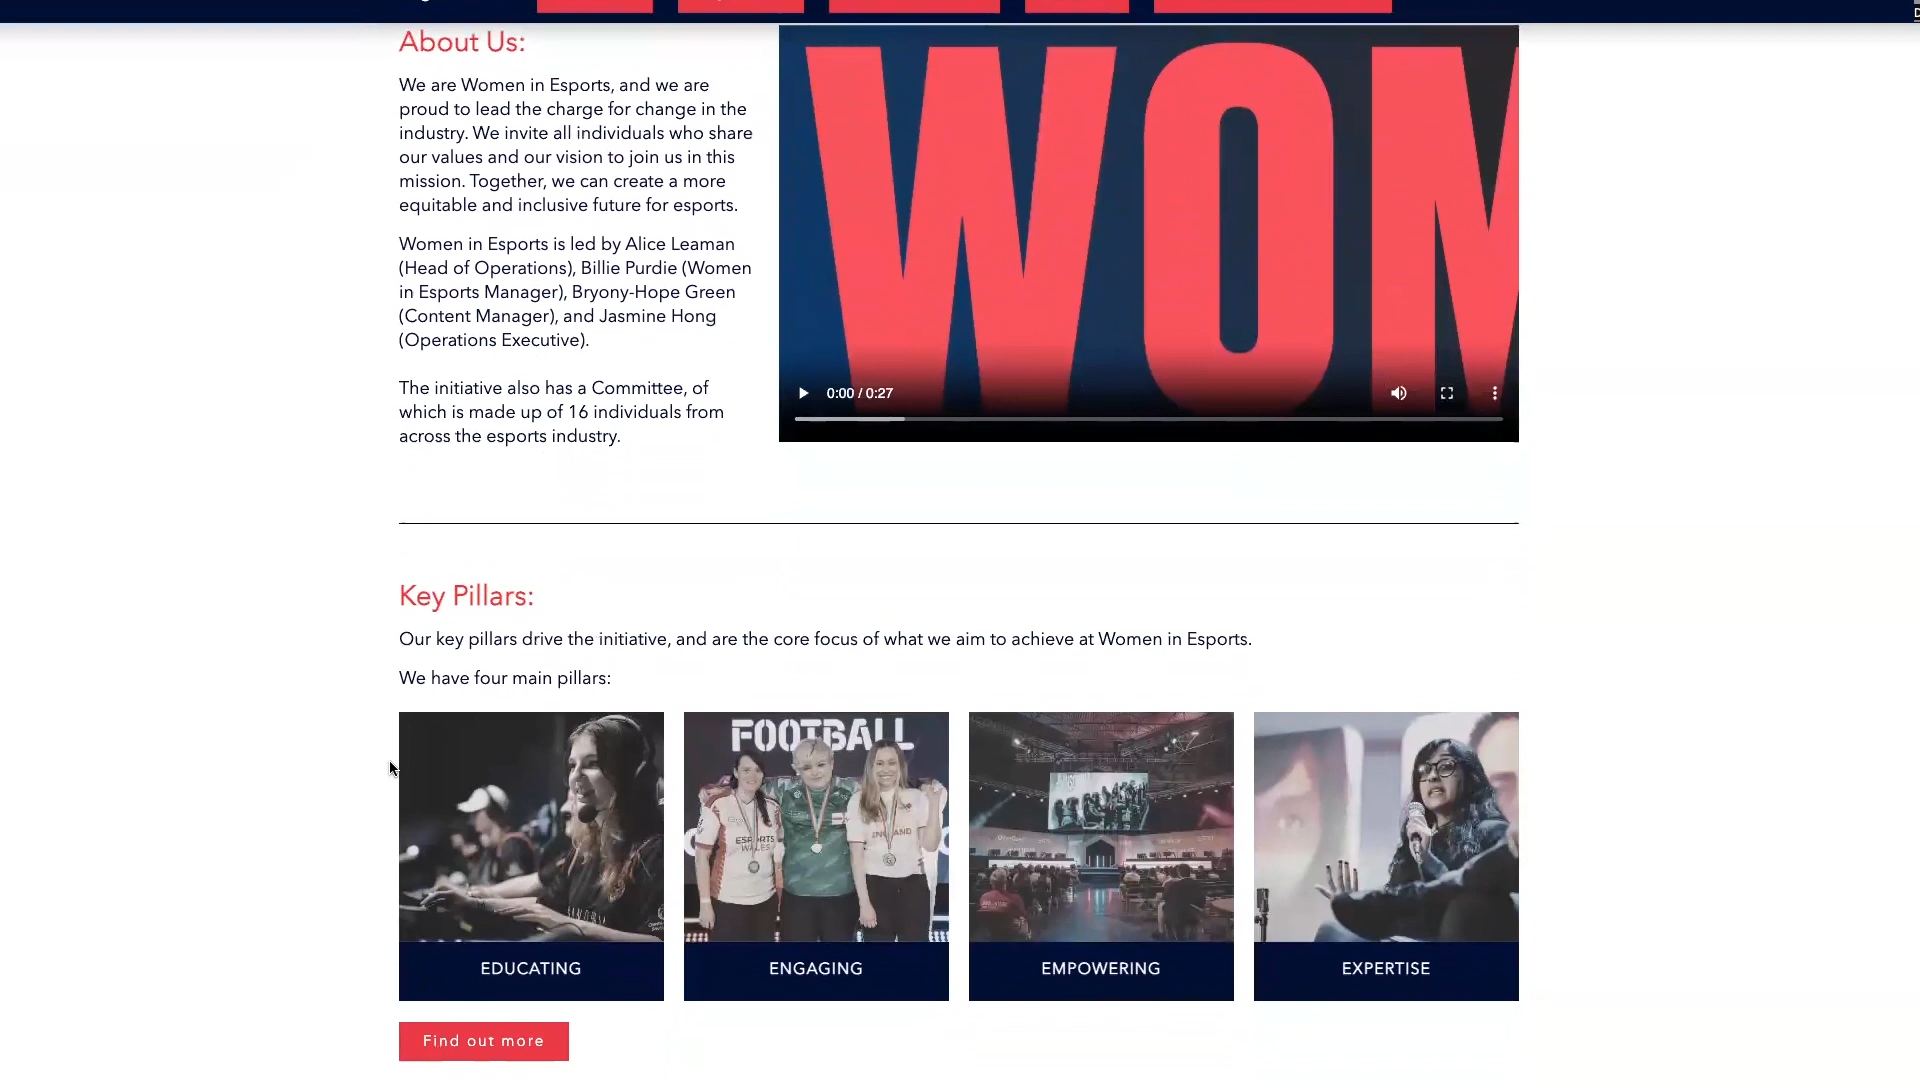 About Us:
We are Women in Esports, and we are
proud to lead the charge for change in the
industry. We invite all individuals who share
our values and our vision to join us in this
mission. Together, we can create a more
equitable and inclusive future for esports.
Women in Esports is led by Alice Leaman
(Head of Operations), Billie Purdie (Women
in Esports Manager), Bryony-Hope Green
(Content Manager), and Jasmine Hong
(Operations Executive).
The initiative also has a Committee, of
which is made up of 16 individuals from
across the esports industry.
WOM
0:00 / 0:27
Key Pillars:
Our key pillars drive the initiative, and are the core focus of what we aim to achieve at Women in Esports.
We have four main pillars:
FOOTBALL
ESPORTS
WALES
ENGLAND
EDUCATING
ENGAGING
EMPOWERING
EXPERTISE
Find out more